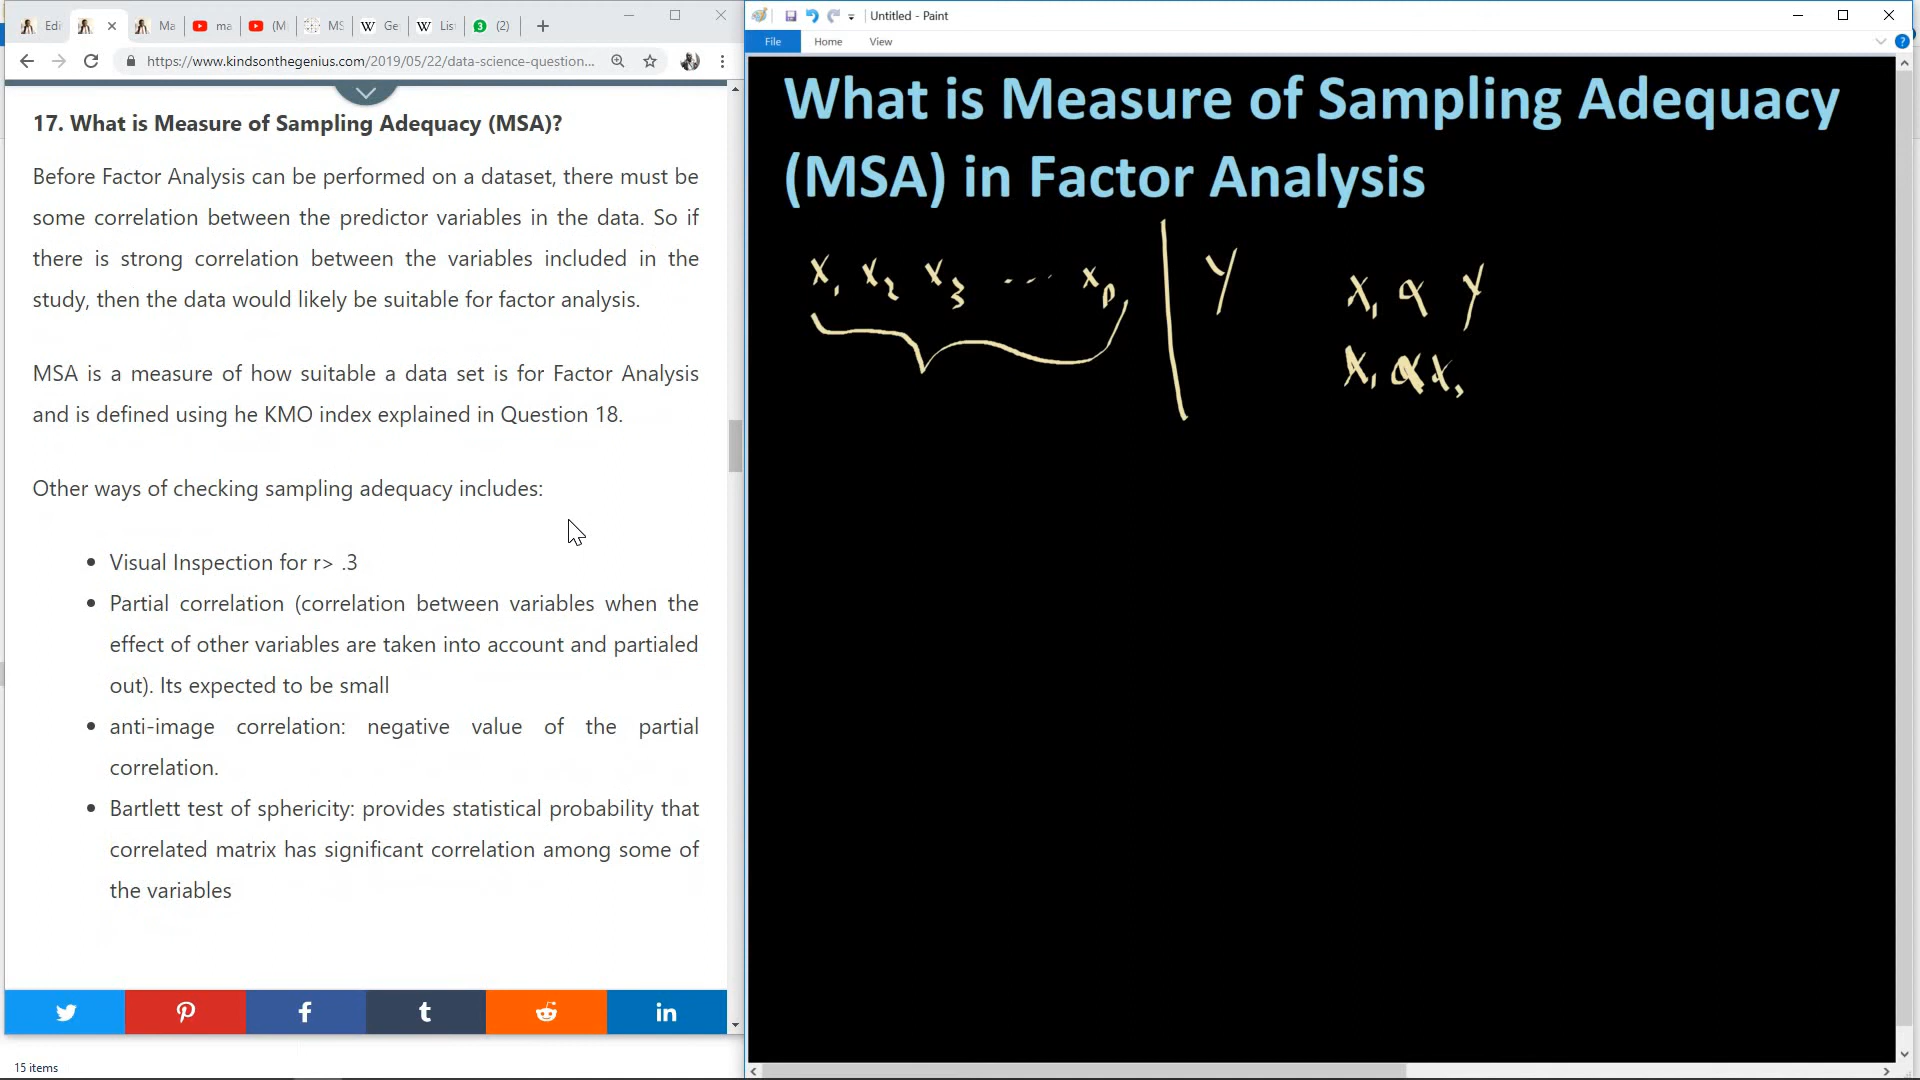 Edi
Ma
ma
(M
MS
Ge
Lis
(2)
https://www.kindsonthegenius.com/2019/05/22/data-science-question...
17. What is Measure of Sampling Adequacy (MSA)?
Before Factor Analysis can be performed on a dataset, there must be
some correlation between the predictor variables in the data. So if
there is strong correlation between the variables included in the
study, then the data would likely be suitable for factor analysis.
MSA is a measure of how suitable a data set is for Factor Analysis
and is defined using he KMO index explained in Question 18.
Other ways of checking sampling adequacy includes:
• Visual Inspection for r> .3
• Partial correlation (correlation between variables when the
effect of other variables are taken into account and partialed
out). Its expected to be small
• anti-image correlation: negative value of the partial
correlation.
• Bartlett test of sphericity: provides statistical probability that
correlated matrix has significant correlation among some of
the variables
15 items
Untitled - Paint
File Home View
What is Measure of Sampling Adequacy
(MSA) in Factor Analysis
x₁ x₂ x₃ ... xₚ | y
x₁ α y